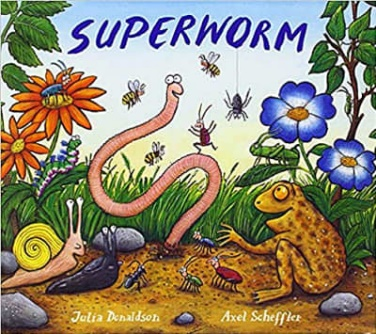 SUPERWORM
Julia Donaldson Axel Scheffler